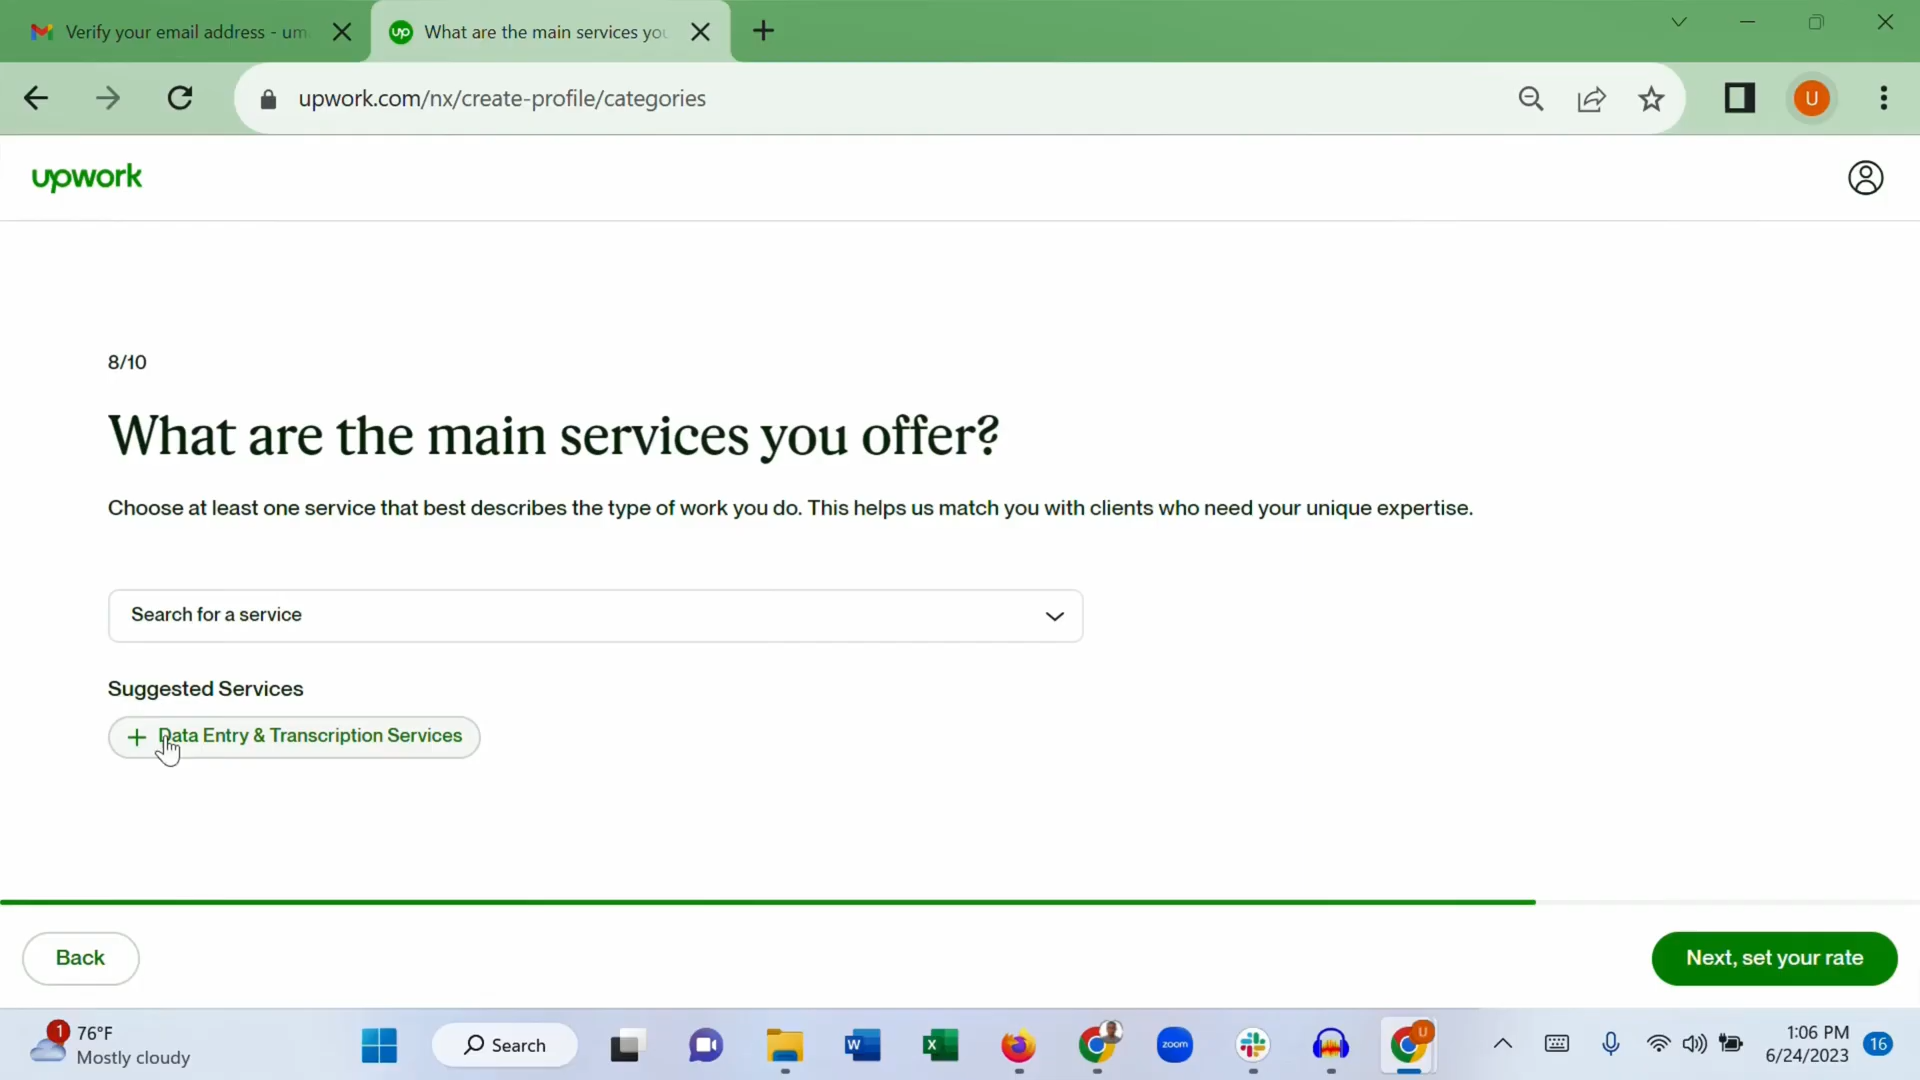 Verify your email address - um
up
What are the main services you
upwork.com/nx/create-profile/categories
U
upwork
8/10
What are the main services you offer?
Choose at least one service that best describes the type of work you do. This helps us match you with clients who need your unique expertise.
Search for a service
Suggested Services
Data Entry & Transcription Services
Back
Next, set your rate
1
76°F
Mostly cloudy
Search
W
X
zoom
U
1:06 PM
6/24/2023
16